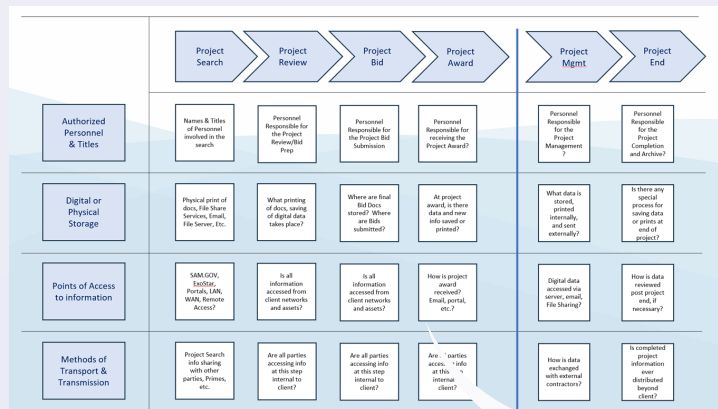 Project
Search
Project
Review
Project
Bid
Project
Award
Project
Mgmt
Project
End
Authorized
Personnel
& Titles
Names & Titles
of Personnel
involved in the
search
Personnel
Responsible for
the Project
Review/Bid
Prep
Personnel
Responsible for
the Project Bid
Submission
Personnel
Responsible for
receiving the
Project Award?
Personnel
Responsible
for the
Project
Management
?
Personnel
Responsible
for the
Project
Completion
and Archive?
Digital or
Physical
Storage
Physical print of
docs, File Share
Services, Email,
File Server, Etc.
What printing
of docs, saving
of digital data
takes place?
Where are final
Bid Docs
stored? Where
are Bids
submitted?
At project
award, is there
data and new
info saved or
printed?
What data is
stored,
printed
internally,
and sent
externally?
Is there any
special
process for
saving data
or prints at
end of
project?
Points of Access
to information
SAM.GOV,
ExoStar,
Portals, LAN,
WAN, Remote
Access?
Is all
information
accessed from
client networks
and assets?
Is all
information
accessed from
client networks
and assets?
How is project
award
received?
Email, portal,
etc.?
Digital data
accessed via
server, email,
File Sharing?
How is data
reviewed
post project
end, if
necessary?
Methods of
Transport &
Transmission
Project Search
info sharing
with other
parties, Primes,
etc.
Are all parties
accessing info
at this step
internal to
client?
Are all parties
accessing info
at this step
internal to
client?
parties
info
at this
client?
How is data
exchanged
with external
contractors?
Is completed
project
information
ever
distributed
beyond
client?